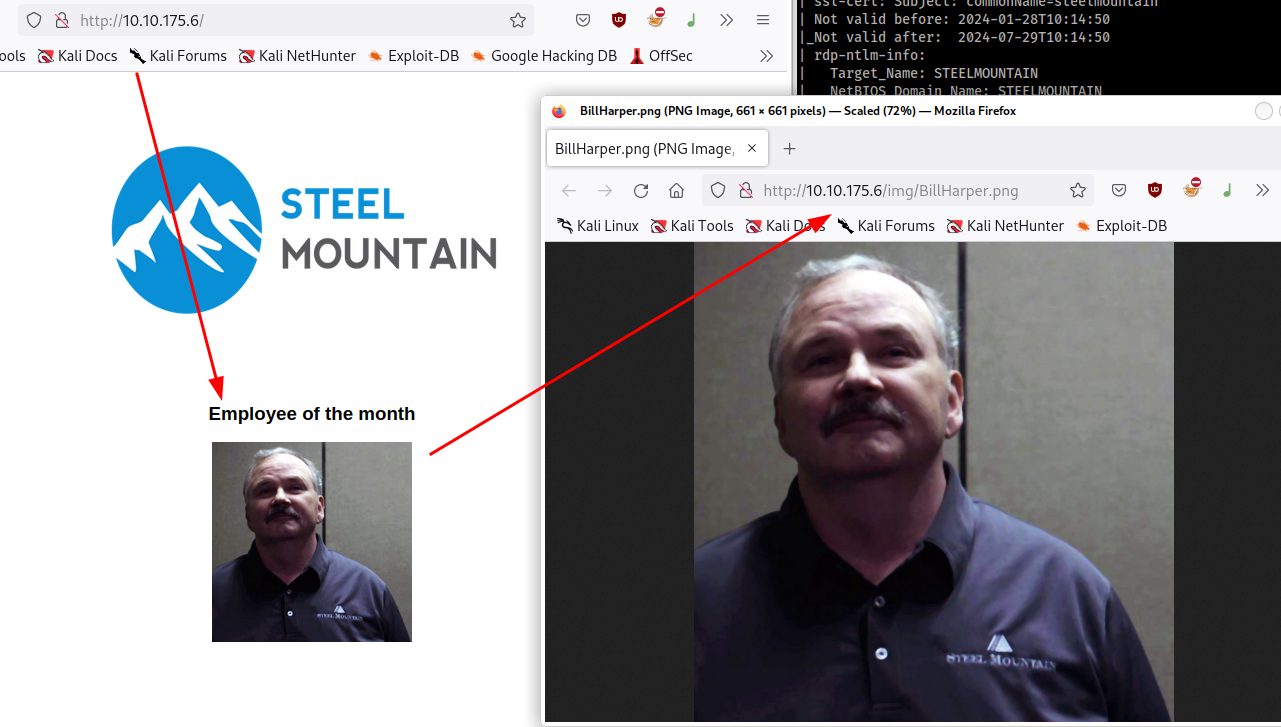 http://10.10.175.6/
ools Kali Docs Kali Forums Kali NetHunter Exploit-DB Google Hacking DB OffSec
STEEL
MOUNTAIN
Employee of the month
STEEL MOUNTAIN
| ssl-cert: Subject: commonName=steelmountain
| Not valid before: 2024-01-28T10:14:50
|_Not valid after:  2024-07-29T10:14:50
| rdp-ntlm-info:
|   Target_Name: STEELMOUNTAIN
|   NetBIOS_Domain_Name: STEELMOUNTAIN
BillHarper.png (PNG Image, 661 × 661 pixels) — Scaled (72%) — Mozilla Firefox
BillHarper.png (PNG Image,
http://10.10.175.6/img/BillHarper.png
Kali Linux Kali Tools Kali Docs Kali Forums Kali NetHunter Exploit-DB
STEEL MOUNTAIN